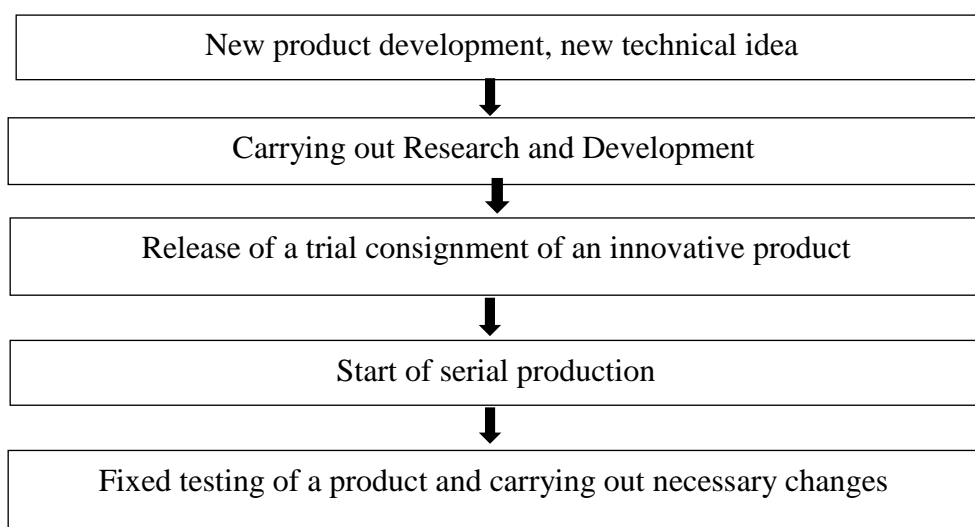 New product development, new technical idea
Carrying out Research and Development
Release of a trial consignment of an innovative product
Start of serial production
Fixed testing of a product and carrying out necessary changes